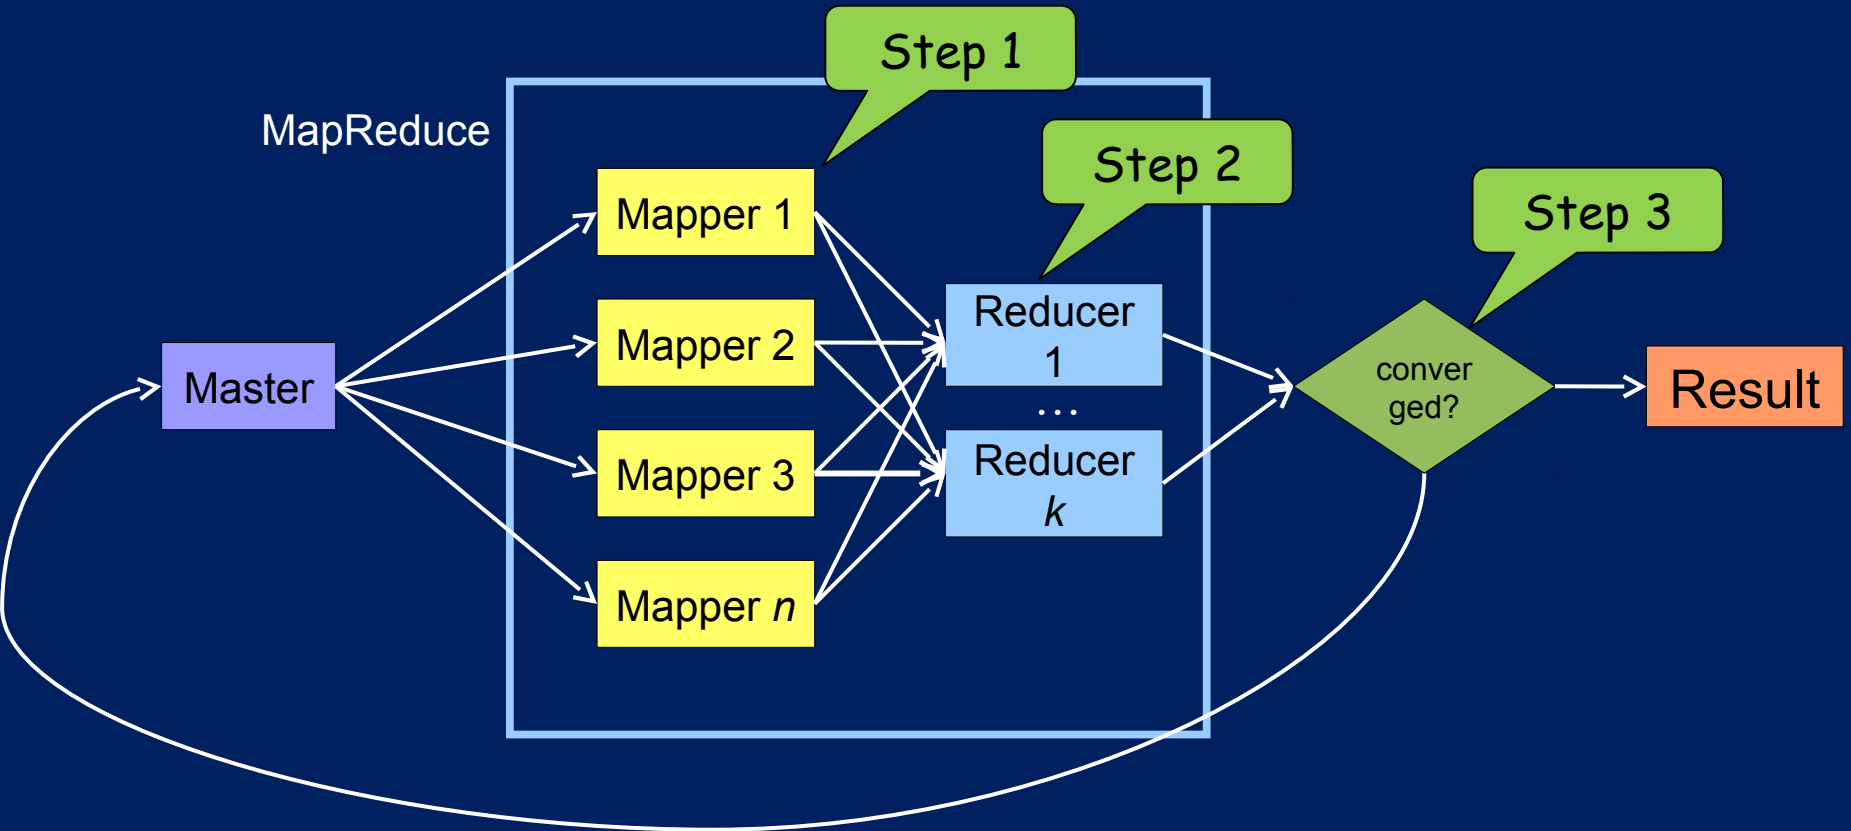 Step 1
MapReduce
Step 2
Mapper 1
Step 3
Mapper 2
Reducer
1
Master
conver
ged?
Result
...
Mapper 3
Reducer
k
Mapper n